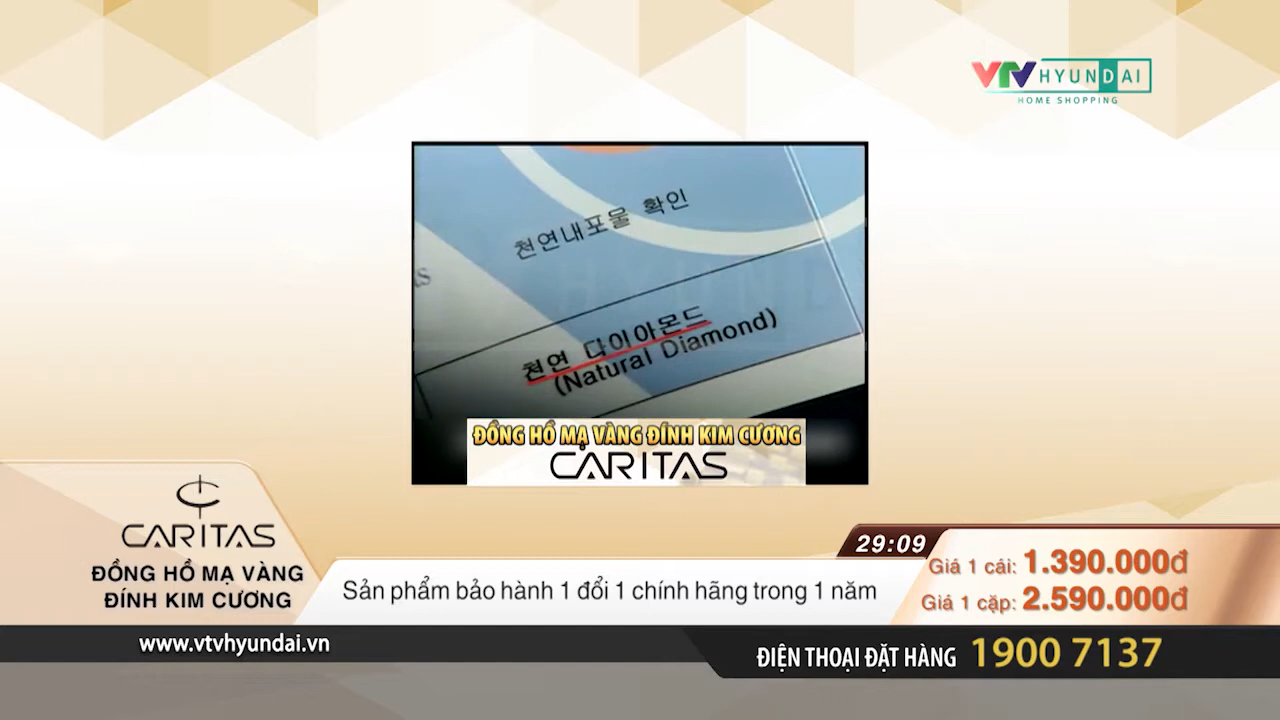 VTV HYUNDAI
HOME SHOPPING
천연내포물 확인
천연 다이아몬드
(Natural Diamond)
ĐỒNG HỒ MẠ VÀNG ĐÍNH KIM CƯƠNG
CARITAS
CARITAS
ĐỒNG HỒ MẠ VÀNG
ĐÍNH KIM CƯƠNG
Sản phẩm bảo hành 1 đổi 1 chính hãng trong 1 năm
29:09
Giá 1 cái: 1.390.000đ
Giá 1 cặp: 2.590.000đ
www.vtvhyundai.vn
ĐIỆN THOẠI ĐẶT HÀNG 1900 7137